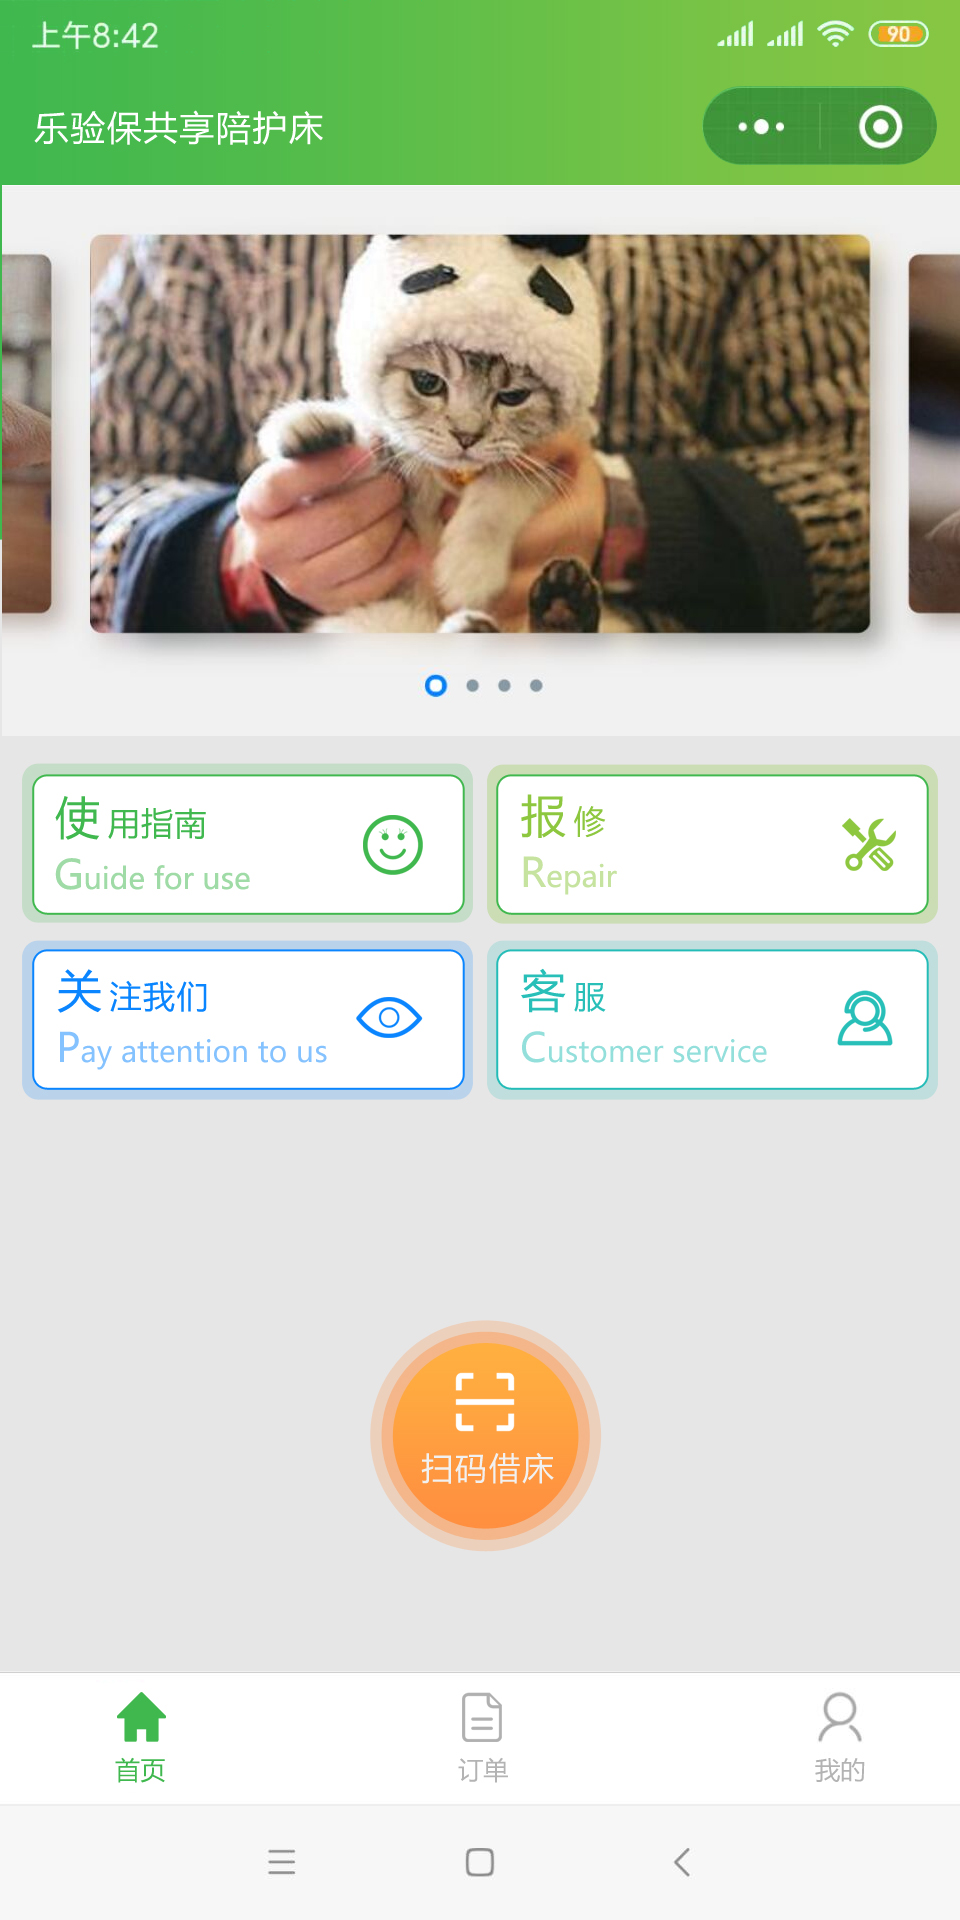 上午8:42
90
乐验保共享陪护床
使用指南
Guide for use
报修
Repair
关注我们
Pay attention to us
客服
Customer service
扫码借床
首页
订单
我的